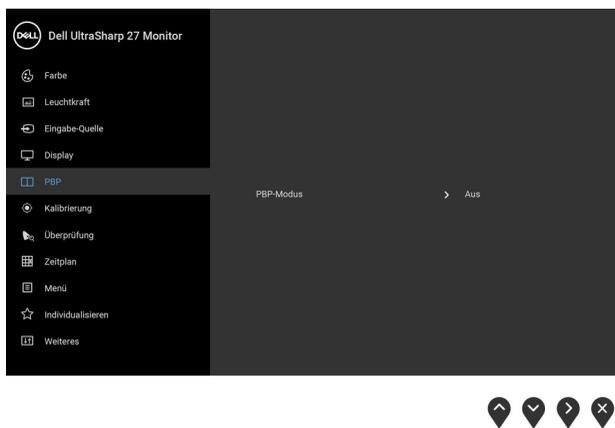 DELL
Dell UltraSharp 27 Monitor
Farbe
Leuchtkraft
Eingabe-Quelle
Display
PBP
PBP-Modus
Aus
Kalibrierung
Überprüfung
Zeitplan
Menü
Individualisieren
Weiteres